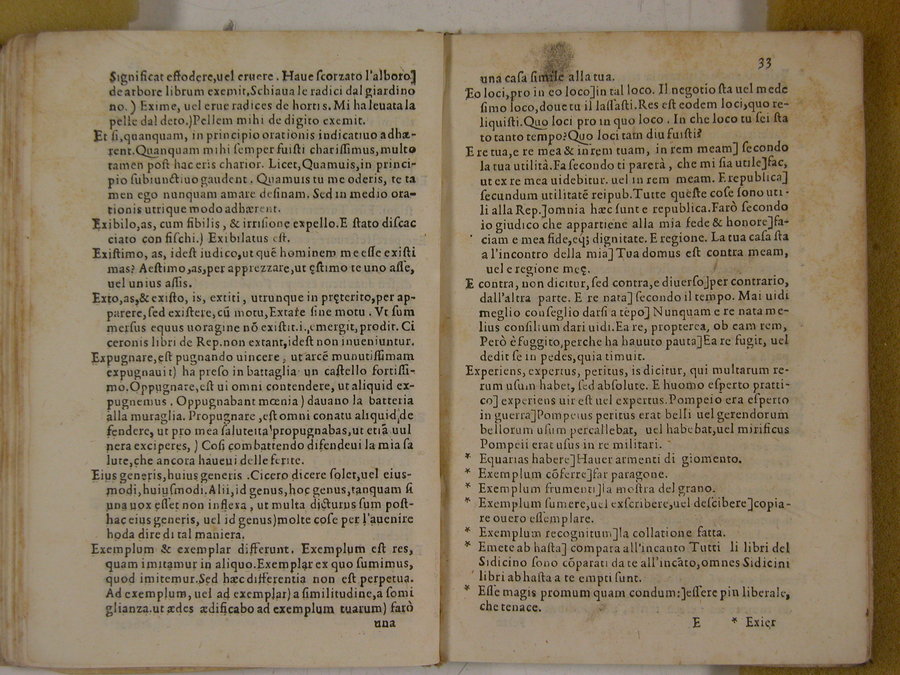 Significat effodere,uel eruere. Haue scorzato l'alboro]
de arbore librum exemit,Schiaua le radici dal giardino
no.) Exime, uel erue radices de hortis. Mi ha leuata la
pelle dal deto.)Pellem mihi de digito exemit.
Et si,quanquam, in principio orationis indicatiuo adhæ-
rent.Quanquam mihi semper fuisti charissimus,multo
tamen post hac eris charior. Licet,Quamuis,in princi-
pio subiunctiuo gaudent. Quamuis tu me oderis, te ta
men ego nunquam amare desinam. Sed in medio ora-
tionis utrique modo adhærent.
Exibilo,as, cum sibilis, & irrisione expello.E stato discac
ciato con fischi.) Exibilatus est.
Existimo, as, idest iudico,ut quẽ hominem me esse existi
mas? Aestimo,as,per apprezzare,ut ęstimo te uno asse,
uel unius assis.
Exto,as,& existo, is, extiti, utrunque in pręterito,per ap-
parere,sed existere,cũ motu,Extare sine motu. Vt sum
mersus equus uoragine nõ existit.i.,emergit,prodit. Ci
ceronis libri de Rep.non extant,idest non inueniuntur.
Expugnare,est pugnando uincere, ut arcẽ munutissimam
expugnauit) ha preso in battaglia un castello fortissi-
mo.Oppugnare,est ui omni contendere, ut aliquid ex-
pugnemus. Oppugnabant mœnia) dauano la batteria
alla muraglia. Propugnare,est omni conatu aliquid,de
fendere, ut pro mea salute ita propugnabas,ut etiã uul
nera exciperes,) Cosi combattendo difendeui la mia sa
lute,che ancora haueui delle ferite.
Eius generis,huius generis.Cicero dicere solet,uel eius-
modi,huiusmodi.Alii,id genus,hoc genus,tanquam si
una uox esset non inflexa, ut multa dicturus sum post-
hac eius generis, uel id genus)molte cose per l'auenire
hoda dire di tal maniera.
Exemplum & exemplar differunt. Exemplum est res,
quam imitamur in aliquo.Exemplar ex quo sumimus,
quod imitemur.Sed hæc differentia non est perpetua.
Ad exemplum, uel ad exemplar) a similitudine,a somi
glianza.ut ædes ædificabo ad exemplum tuarum) farò
una
33
una casa simile alla tua.
Eo loci,pro in eo loco]in tal loco. Il negotio sta uel mede
simo loco,doue tu il lassasti.Res est eodem loci,quo re-
liquisti.Quo loci pro in quo loco. In che loco tu sei sta
to tanto tempo?Quo loci tam diu fuisti?
E re tua,e re mea & in rem tuam, in rem meam] secondo
la tua utilità.Fa secondo ti parerà, che mi sia utile]fac,
ut ex re mea uidebitur. uel in rem meam. E republica]
secundum utilitatẽ reipub.Tutte queste cose sono uti-
li alla Rep.]omnia hæc sunt e republica.Farò secondo
io giudico che appartiene alla mia fede & honore]fa-
ciam e mea fide,eq; dignitate. E regione. La tua casa sta
a l'incontro della mia] Tua domus est contra meam,
uel e regione meę.
E contra, non dicitur, sed contra,e diuerso]per contrario,
dall'altra parte. E re nata] secondo il tempo. Mai uidi
meglio conseglio darsi a tẽpo] Nunquam e re nata me-
lius consilium dari uidi.Ea re, propterea, ob eam rem,
Però è fuggito,perche ha hauuto pauta]Ea re fugit, uel
dedit se in pedes,quia timuit.
Experiens, expertus, peritus, is dicitur, qui multarum re-
rum usum habet, sed absolute. E huomo esperto pratti-
co] experiens uir est uel expertus.Pompeio era esperto
in guerra]Pompeius peritus erat belli uel gerendorum
bellorum usum percallebat, uel habebat,uel mirificus
Pompeii erat usus in re militari.
* Equarias habere]Hauer armenti di giomento.
* Exemplum cõferre]far paragone.
* Exemplum frumenti]la mostra del grano.
* Exemplum sumere,uel exscribere,uel describere]copia-
re ouero essemplare.
* Exemplum recognitum]la collatione fatta.
* Emete ab hasta] compara all'incanto Tutti li libri del
Sidicino sono cõparati da te all'incãto,omnes Sidicini
libri ab hasta a te empti sunt.
* Esse magis promum quam condum:]essere piu liberale,
che tenace.
E * Exier